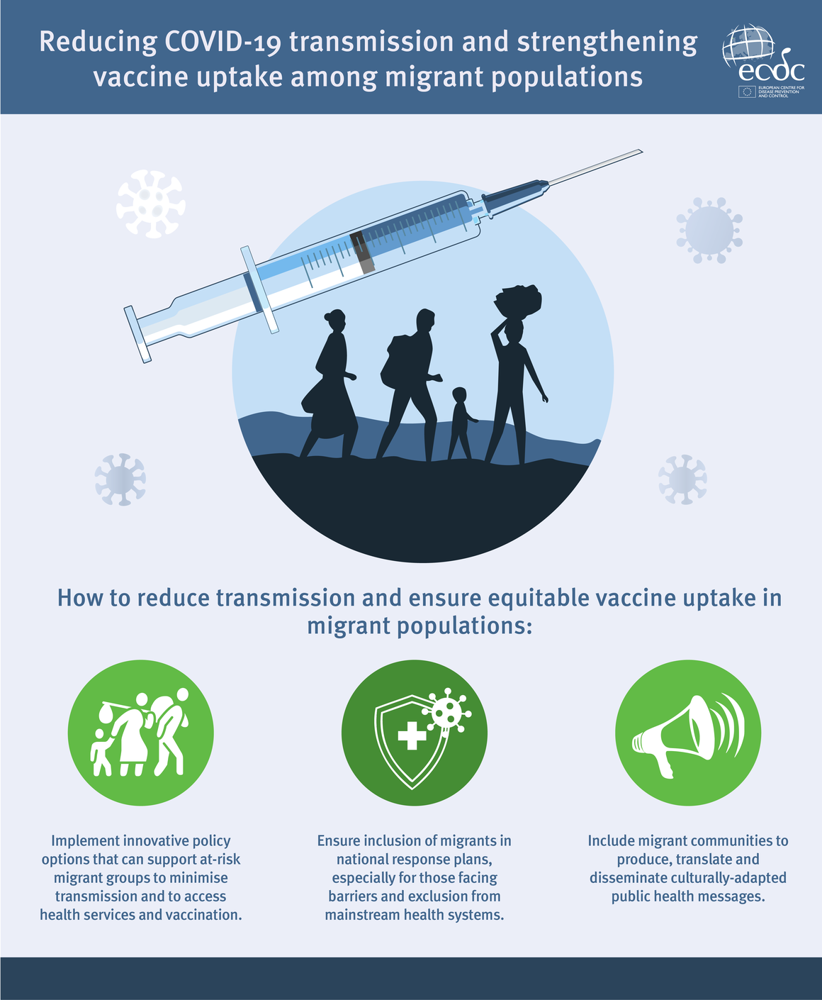 Reducing COVID-19 transmission and strengthening
vaccine uptake among migrant populations
ecdc
EUROPEAN CENTRE FOR
DISEASE PREVENTION
AND CONTROL
How to reduce transmission and ensure equitable vaccine uptake in
migrant populations:
Implement innovative policy
options that can support at-risk
migrant groups to minimise
transmission and to access
health services and vaccination.
Ensure inclusion of migrants in
national response plans,
especially for those facing
barriers and exclusion from
mainstream health systems.
Include migrant communities to
produce, translate and
disseminate culturally-adapted
public health messages.